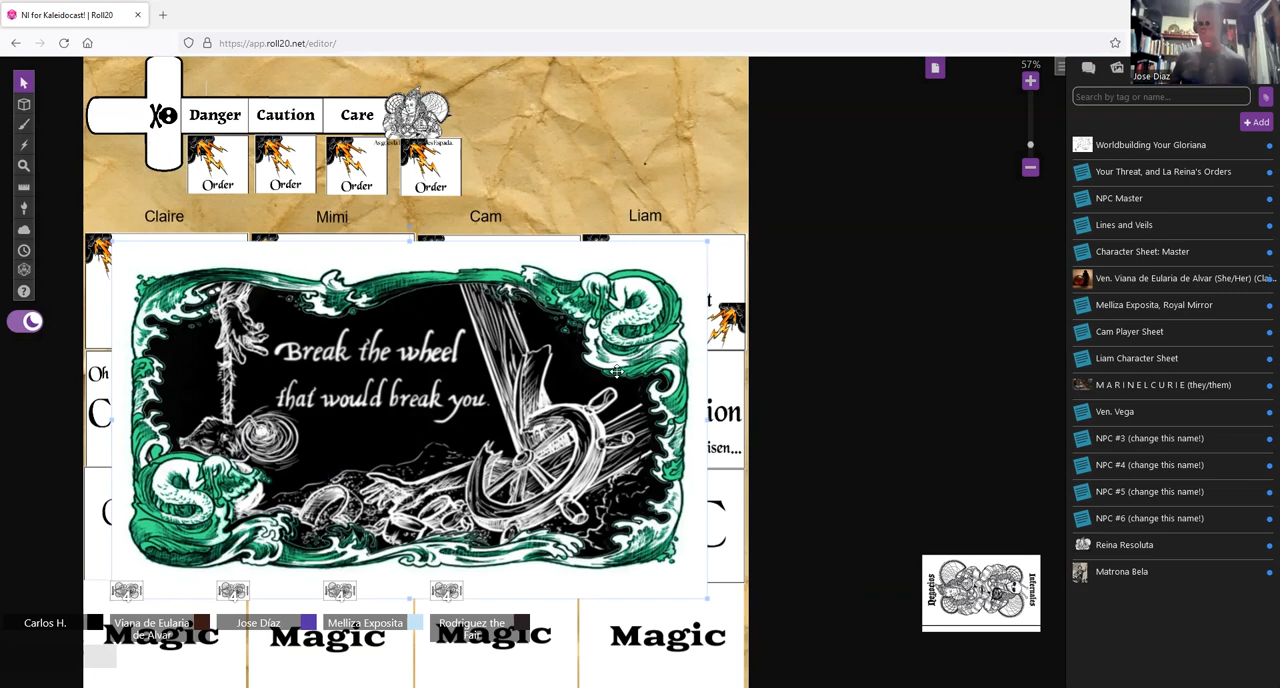 NI for Kaleidocast! | Roll20
https://app.roll20.net/editor/
Jose Diaz
57%
Danger
Caution
Care
Order
Order
Order
Order
Claire
Mimi
Cam
Liam
Break the wheel
that would break you.
Oh
C
t
ion
isen...
C
Carlos H.
Viana de Eularia
de Alvar
Jose Díaz
Melliza Exposita
Rodriguez the
Fair
Magic
Magic
Magic
Magic
Negocios
Infernales
Search by tag or name...
+ Add
Worldbuilding Your Gloriana
Your Threat, and La Reina's Orders
NPC Master
Lines and Veils
Character Sheet: Master
Ven. Viana de Eularia de Alvar (She/Her) (Clai...
Melliza Exposita, Royal Mirror
Cam Player Sheet
Liam Character Sheet
M A R I N E L C U R I E (they/them)
Ven. Vega
NPC #3 (change this name!)
NPC #4 (change this name!)
NPC #5 (change this name!)
NPC #6 (change this name!)
Reina Resoluta
Matrona Bela